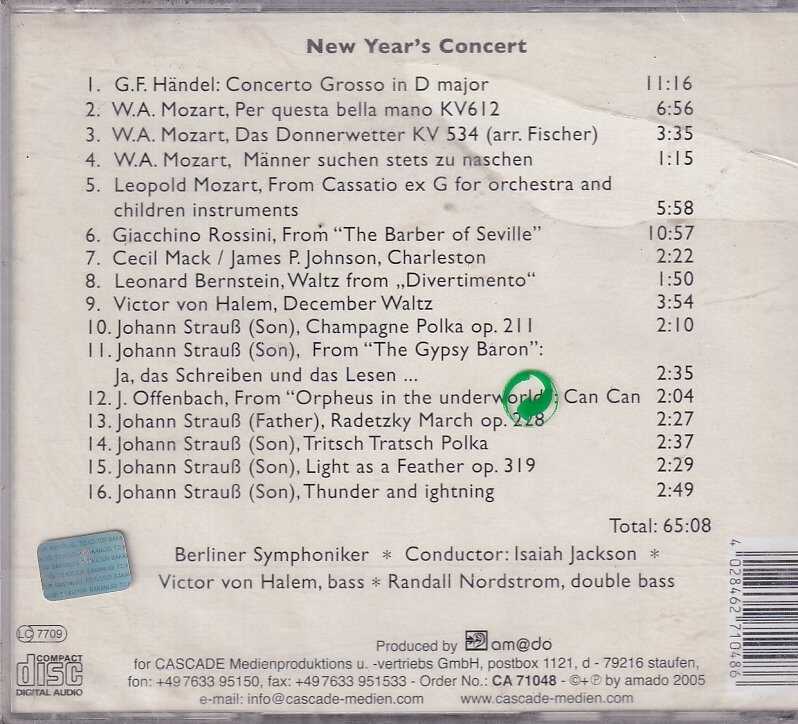 New Year's Concert
1. G.F. Händel: Concerto Grosso in D major 11:16
2. W.A. Mozart, Per questa bella mano KV612 6:56
3. W.A. Mozart, Das Donnerwetter KV 534 (arr. Fischer) 3:35
4. W.A. Mozart, Männer suchen stets zu naschen 1:15
5. Leopold Mozart, From Cassatio ex G for orchestra and
children instruments 5:58
6. Giacchino Rossini, From “The Barber of Seville” 10:57
7. Cecil Mack / James P. Johnson, Charleston 2:22
8. Leonard Bernstein, Waltz from „Divertimento“ 1:50
9. Victor von Halem, December Waltz 3:54
10. Johann Strauß (Son), Champagne Polka op. 211 2:10
11. Johann Strauß (Son), From “The Gypsy Baron”:
Ja, das Schreiben und das Lesen ... 2:35
12. J. Offenbach, From “Orpheus in the underworld”: Can Can 2:04
13. Johann Strauß (Father), Radetzky March op. 228 2:27
14. Johann Strauß (Son), Tritsch Tratsch Polka 2:37
15. Johann Strauß (Son), Light as a Feather op. 319 2:29
16. Johann Strauß (Son), Thunder and ightning 2:49
Total: 65:08
Berliner Symphoniker * Conductor: Isaiah Jackson *
Victor von Halem, bass * Randall Nordstrom, double bass
LC 7709
COMPACT
disc
DIGITAL AUDIO
Produced by am@do
for CASCADE Medienproduktions u. -vertriebs GmbH, postbox 1121, d - 79216 staufen,
fon: +49 7633 95150, fax: +49 7633 951533 - Order No.: CA 71048 - ©+℗ by amado 2005
e-mail: info@cascade-medien.com www.cascade-medien.com
4 028462 710486